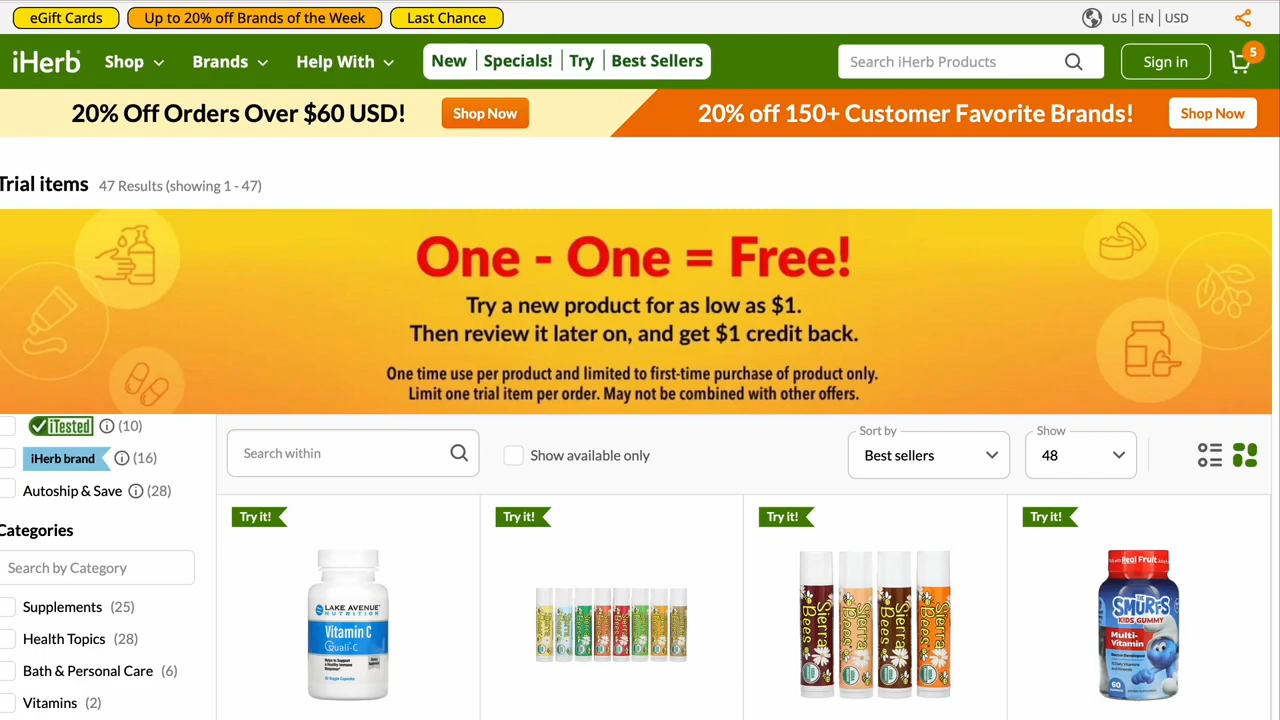 eGift Cards
Up to 20% off Brands of the Week
Last Chance
US | EN | USD
iHerb
Shop
Brands
Help With
New | Specials! | Try | Best Sellers
Search iHerb Products
Sign in
5
20% Off Orders Over $60 USD!
Shop Now
20% off 150+ Customer Favorite Brands!
Shop Now
Trial items
47 Results (showing 1 - 47)
One - One = Free!
Try a new product for as low as $1.
Then review it later on, and get $1 credit back.
One time use per product and limited to first-time purchase of product only.
Limit one trial item per order. May not be combined with other offers.
iTested (10)
iHerb brand (16)
Autoship & Save (28)
Categories
Search by Category
Supplements (25)
Health Topics (28)
Bath & Personal Care (6)
Vitamins (2)
Search within
Show available only
Sort by
Best sellers
Show
48
Try it!
Try it!
Try it!
Try it!
LAKE AVENUE
NUTRITION
Vitamin C
Quali-C
Sierra Bees
Sierra Bees
Sierra Bees
Sierra Bees
Real Fruit
THE SMURFS
KIDS GUMMY
Multi-
Vitamin
60